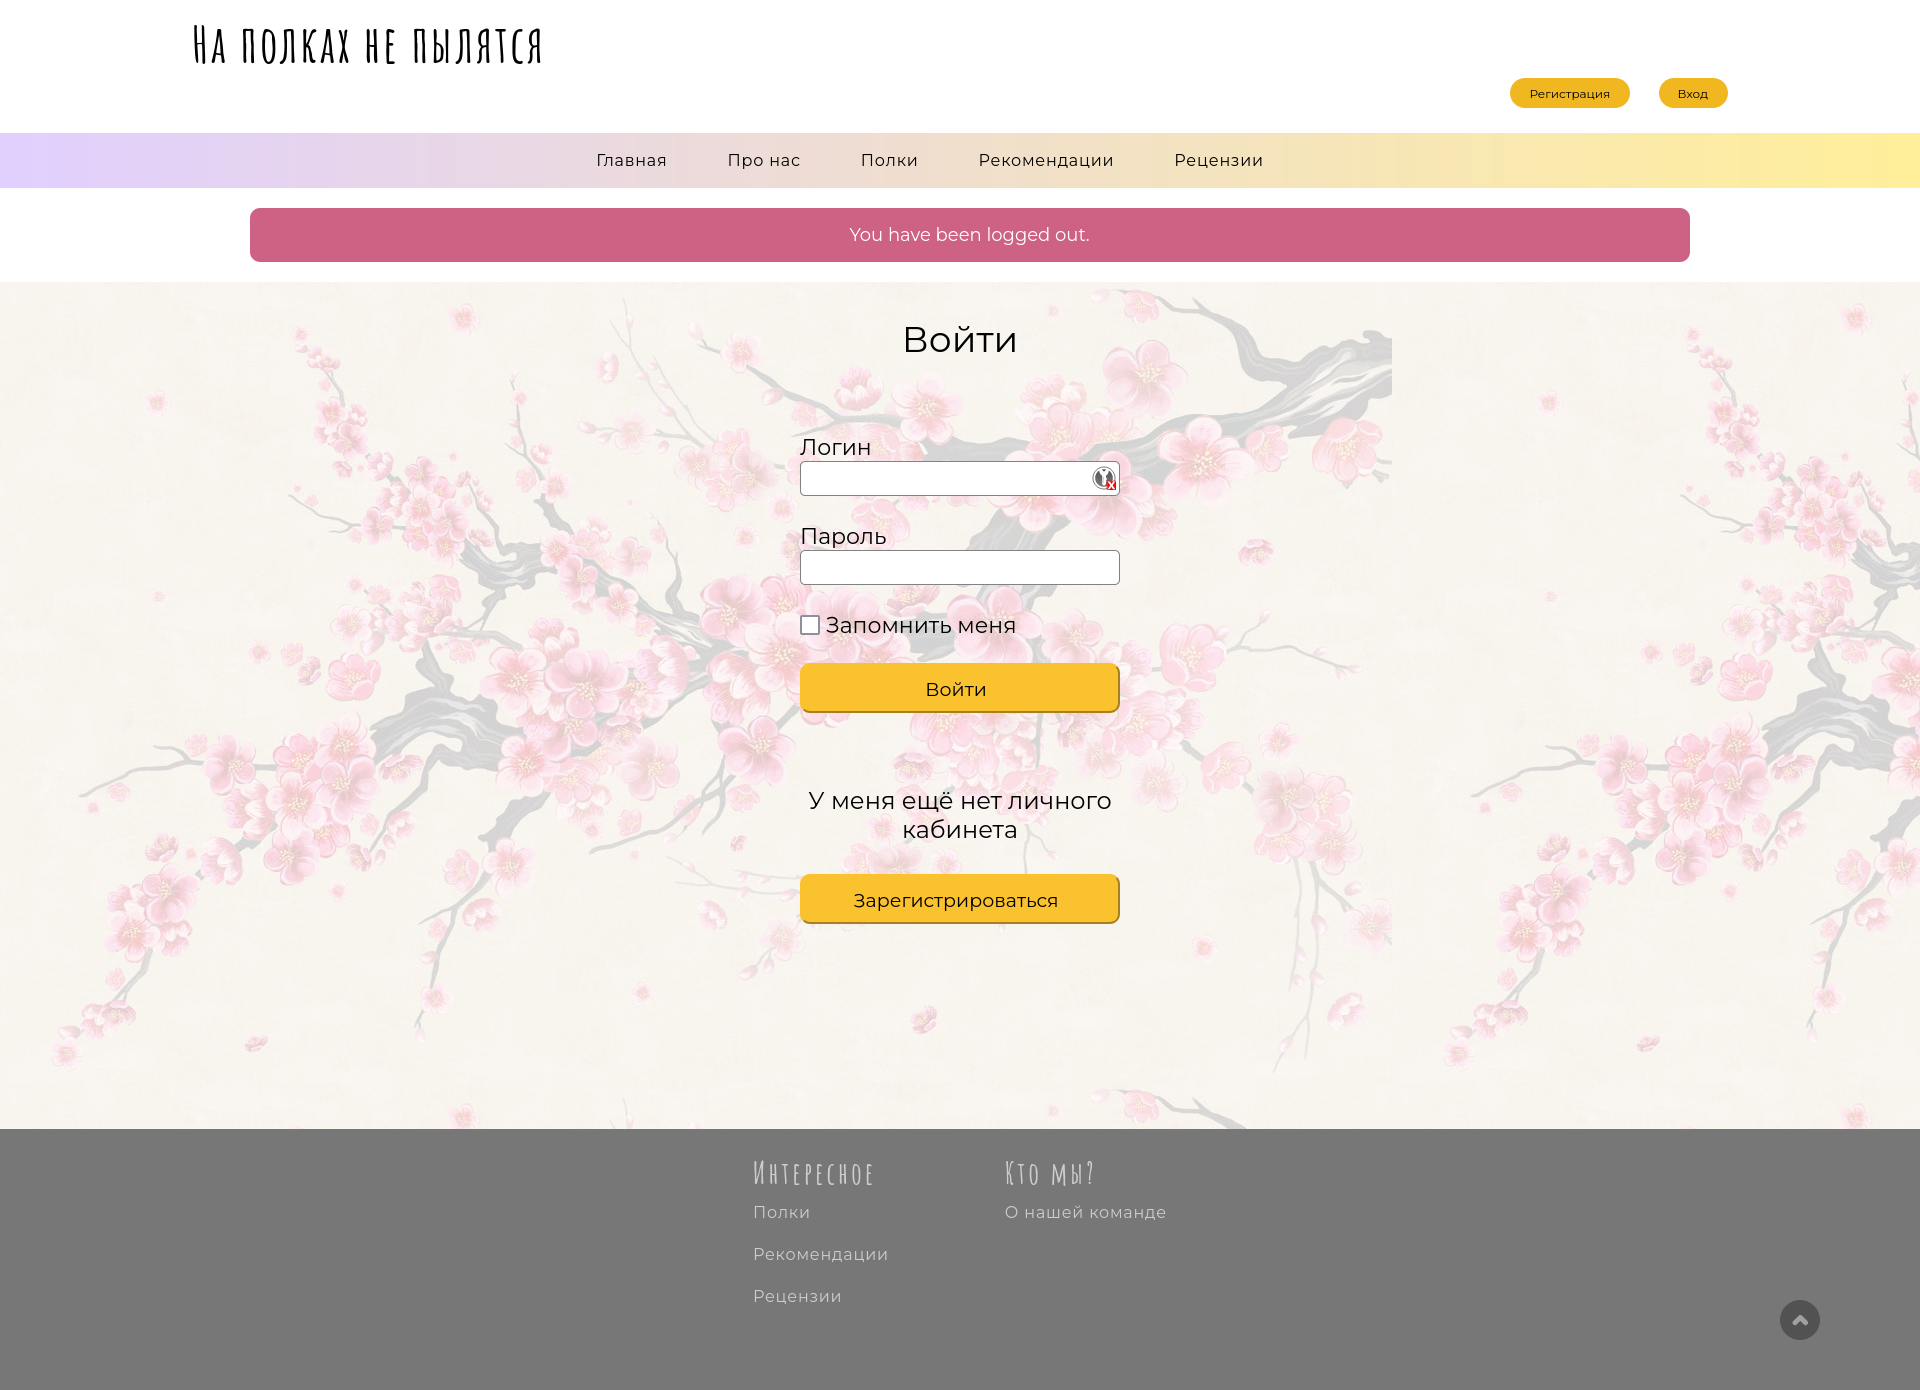 На полках не пылятся
Регистрация
Вход
Главная
Про нас
Полки
Рекомендации
Рецензии
You have been logged out.
Войти
Логин
Пароль
Запомнить меня
Войти
У меня ещё нет личного
кабинета
Зарегистрироваться
Интересное
Полки
Рекомендации
Рецензии
Кто мы?
О нашей команде